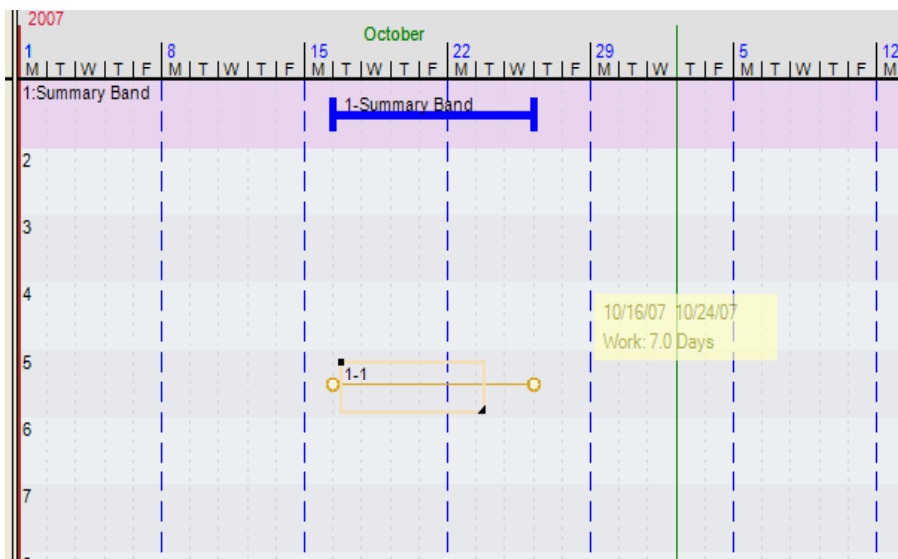 2007
October
1 8 15 22 29 5 12
M T W T F M T W T F M T W T F M T W T F M T W T F M T W T F M
1:Summary Band
1-Summary Band
2
3
4
10/16/07 10/24/07
Work: 7.0 Days
5
1-1
6
7